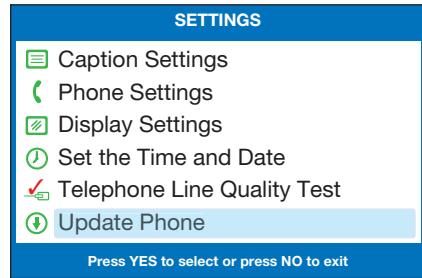 SETTINGS
Caption Settings
Phone Settings
Display Settings
Set the Time and Date
Telephone Line Quality Test
Update Phone
Press YES to select or press NO to exit